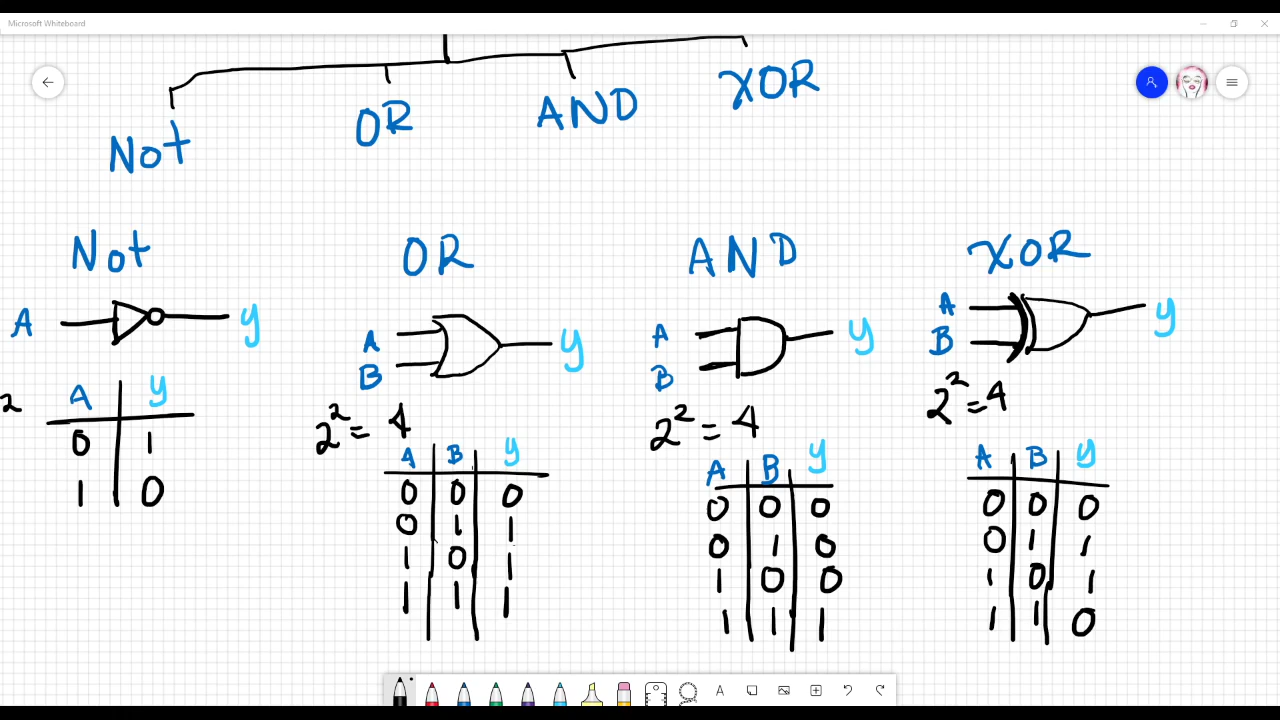 Microsoft Whiteboard
Not
OR
AND
XOR
Not
A
y
2
A y
0 1
1 0
OR
A
B
y
2² = 4
A B y
0 0 0
0 1 1
1 0 1
1 1 1
AND
A
B
y
2² = 4
A B y
0 0 0
0 1 0
1 0 0
1 1 1
XOR
A
B
y
2² = 4
A B y
0 0 0
0 1 1
1 0 1
1 1 0
A